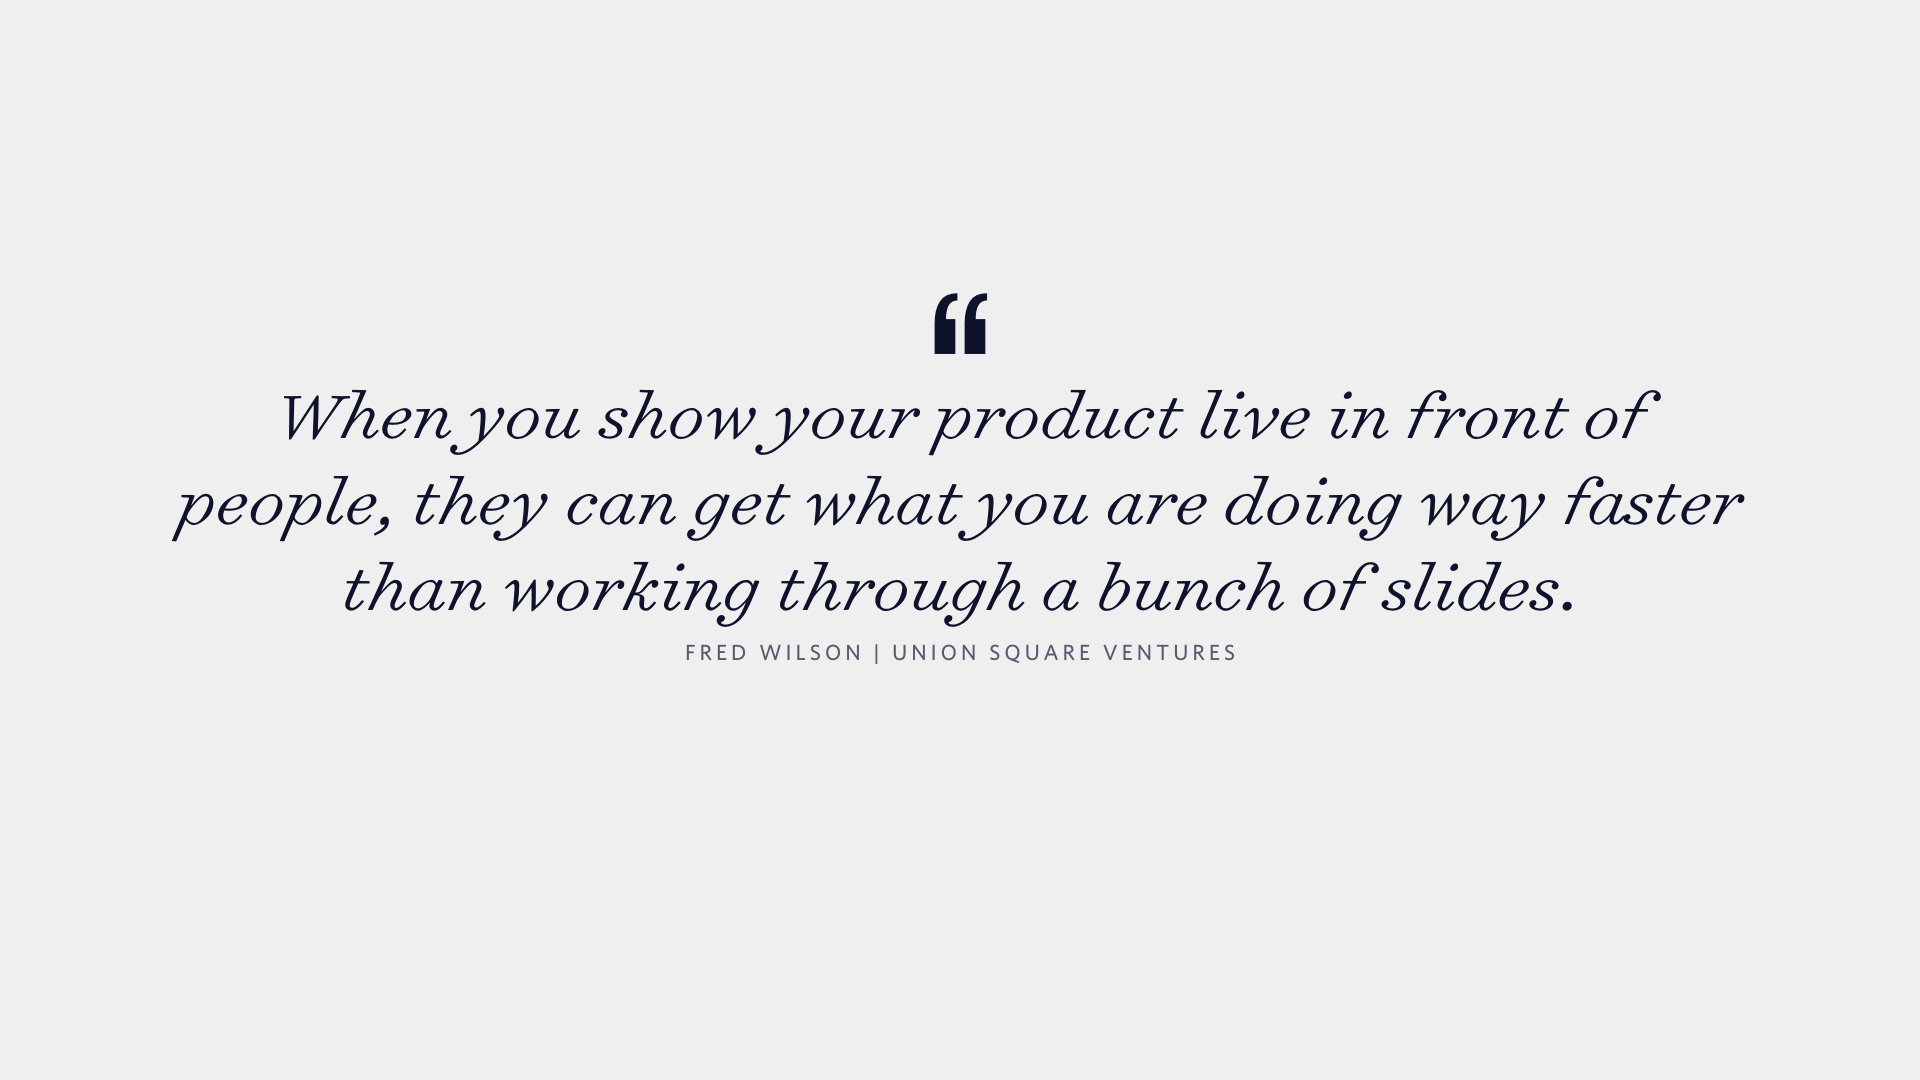 “
When you show your product live in front of
people, they can get what you are doing way faster
than working through a bunch of slides.
FRED WILSON | UNION SQUARE VENTURES